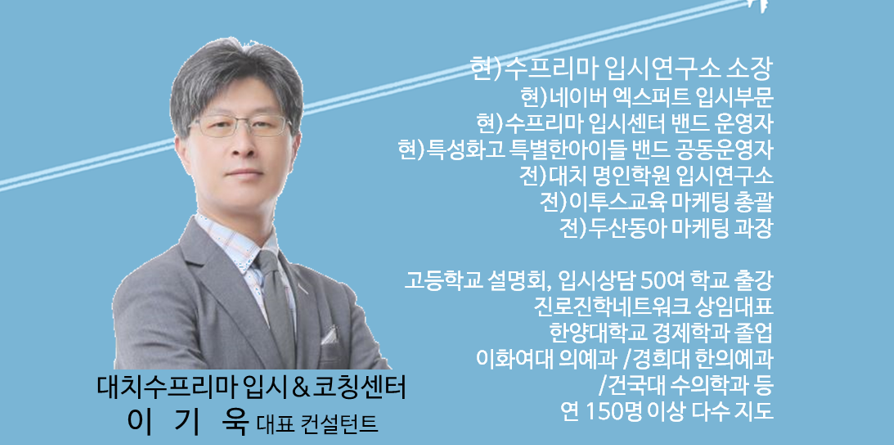 현)수프리마 입시연구소 소장
현)네이버 엑스퍼트 입시부문
현)수프리마 입시센터 밴드 운영자
현)특성화고 특별한아이들 밴드 공동운영자
전)대치 명인학원 입시연구소
전)이투스교육 마케팅 총괄
전)두산동아 마케팅 과장
고등학교 설명회, 입시상담 50여 학교 출강
진로진학네트워크 상임대표
한양대학교 경제학과 졸업
이화여대 의예과 /경희대 한의예과
/건국대 수의학과 등
연 150명 이상 다수 지도
대치수프리마 입시&코칭센터
이 기 욱 대표 컨설턴트